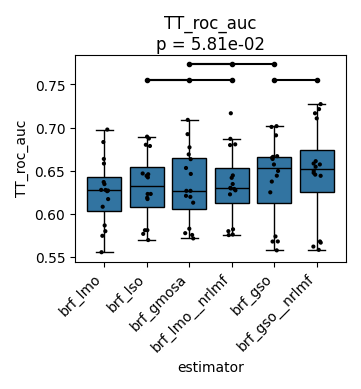 TT_roc_auc
p = 5.81e-02
TT_roc_auc
0.75
0.70
0.65
0.60
0.55
brf_lmo
brf_lso
brf_gmosa
brf_lmo__nrlmf
brf_gso
brf_gso__nrlmf
estimator